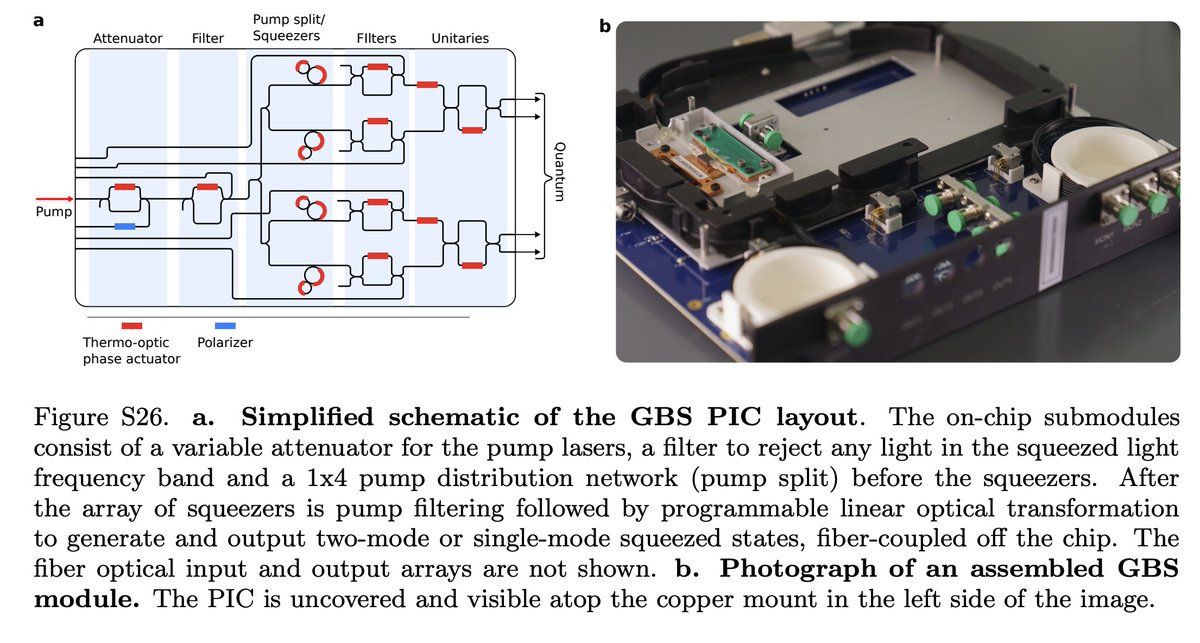 a
Attenuator
Filter
Pump split/
Squeezers
FIlters
Unitaries
Pump
Quantum
Thermo-optic
phase actuator
Polarizer
b
MON1
MON2
MON3
Figure S26. a. Simplified schematic of the GBS PIC layout. The on-chip submodules
consist of a variable attenuator for the pump lasers, a filter to reject any light in the squeezed light
frequency band and a 1x4 pump distribution network (pump split) before the squeezers. After
the array of squeezers is pump filtering followed by programmable linear optical transformation
to generate and output two-mode or single-mode squeezed states, fiber-coupled off the chip. The
fiber optical input and output arrays are not shown. b. Photograph of an assembled GBS
module. The PIC is uncovered and visible atop the copper mount in the left side of the image.